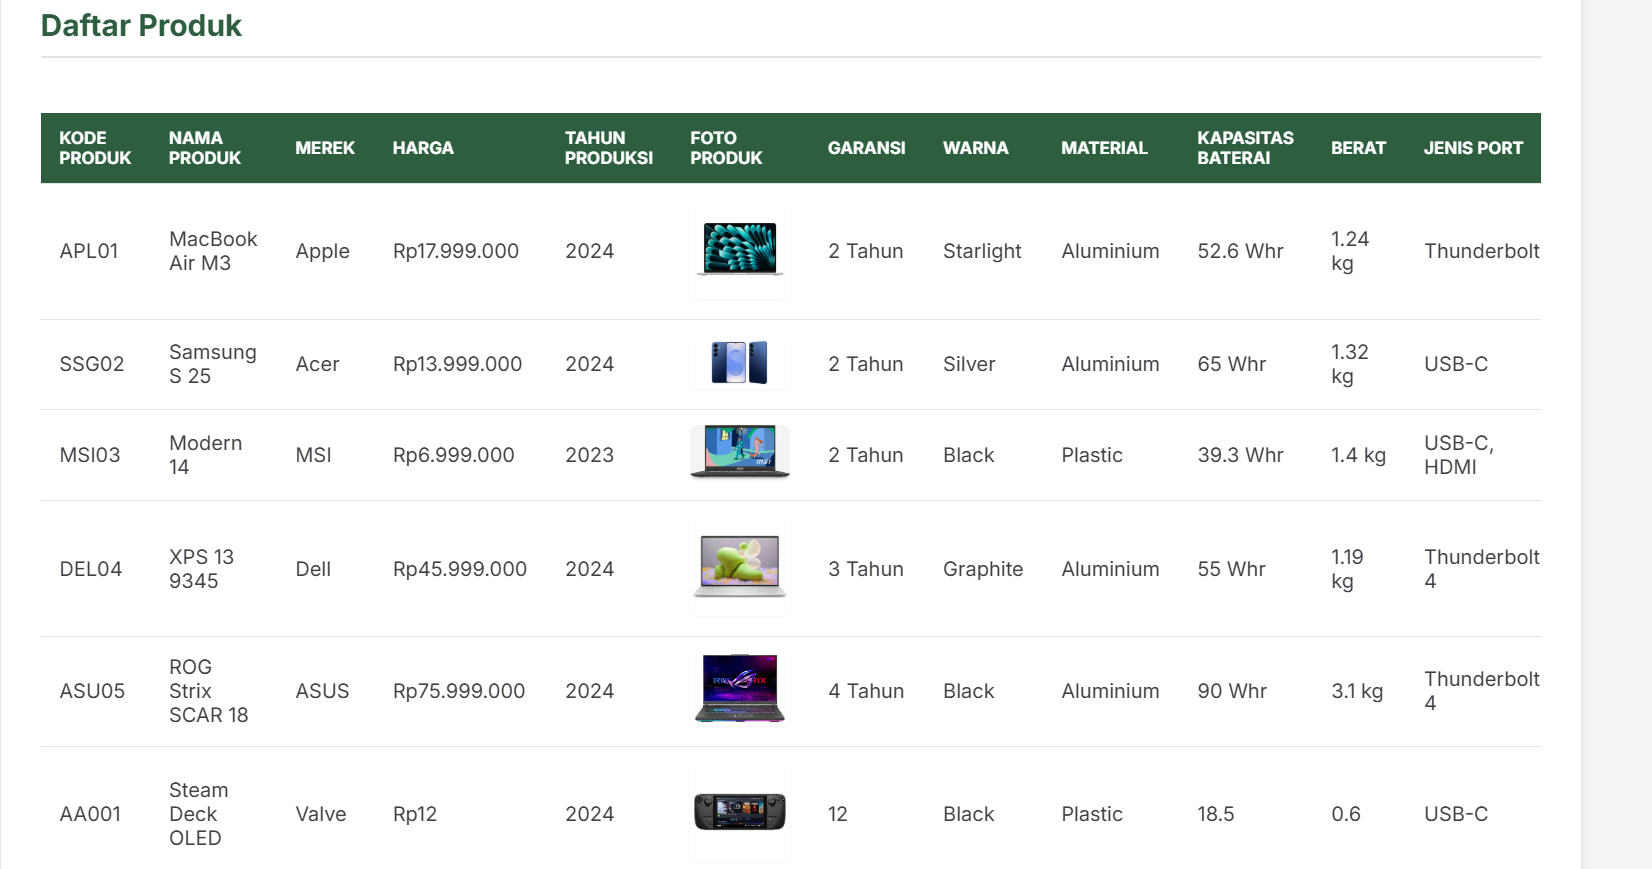 Daftar Produk
KODE PRODUK NAMA PRODUK MEREK HARGA TAHUN PRODUKSI FOTO PRODUK GARANSI WARNA MATERIAL KAPASITAS BATERAI BERAT JENIS PORT
APL01 MacBook Air M3 Apple Rp17.999.000 2024 2 Tahun Starlight Aluminium 52.6 Whr 1.24 kg Thunderbolt
SSG02 Samsung S 25 Acer Rp13.999.000 2024 2 Tahun Silver Aluminium 65 Whr 1.32 kg USB-C
MSI03 Modern 14 MSI Rp6.999.000 2023 2 Tahun Black Plastic 39.3 Whr 1.4 kg USB-C, HDMI
DEL04 XPS 13 9345 Dell Rp45.999.000 2024 3 Tahun Graphite Aluminium 55 Whr 1.19 kg Thunderbolt 4
ASU05 ROG Strix SCAR 18 ASUS Rp75.999.000 2024 4 Tahun Black Aluminium 90 Whr 3.1 kg Thunderbolt 4
AA001 Steam Deck OLED Valve Rp12 2024 12 Black Plastic 18.5 0.6 USB-C